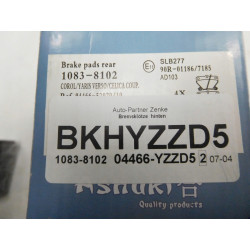 Brake pads rear
1083-8102
COROL/YARIS VERSO/CELICA COUP.
SLB277
90R-01186/7185
AD103
4X
Auto-Partner Zenke
Bremsklötze hinten
BKHYZZD5
1083-8102 04466-YZZD5 2 07-04
Ashuki
quality products